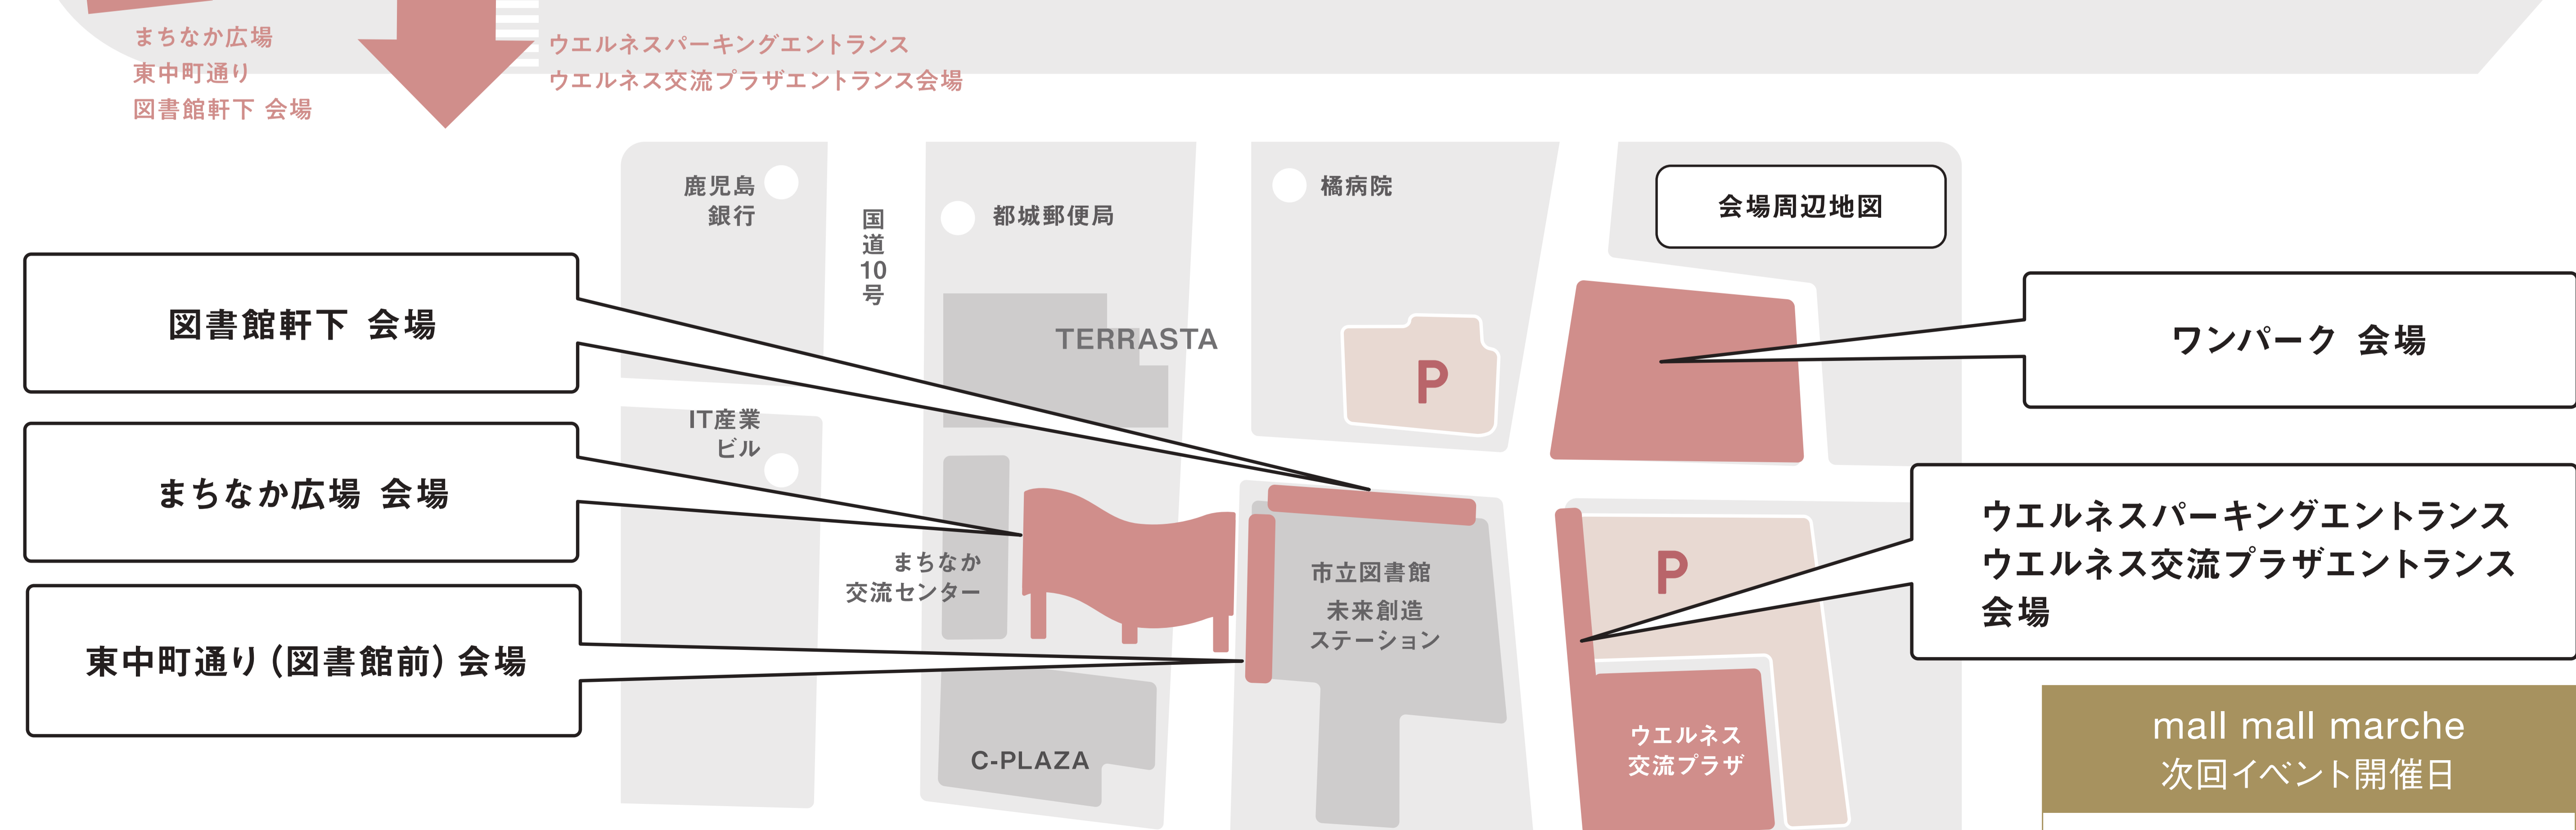 まちなか広場
東中町通り
図書館軒下 会場
ウエルネスパーキングエントランス
ウエルネス交流プラザエントランス会場
鹿児島
銀行
国道10号
都城郵便局
橘病院
会場周辺地図
図書館軒下 会場
TERRASTA
P
ワンパーク 会場
IT産業
ビル
まちなか広場 会場
まちなか
交流センター
市立図書館
未来創造
ステーション
P
ウエルネスパーキングエントランス
ウエルネス交流プラザエントランス
会場
東中町通り(図書館前)会場
C-PLAZA
ウエルネス
交流プラザ
mall mall marche
次回イベント開催日